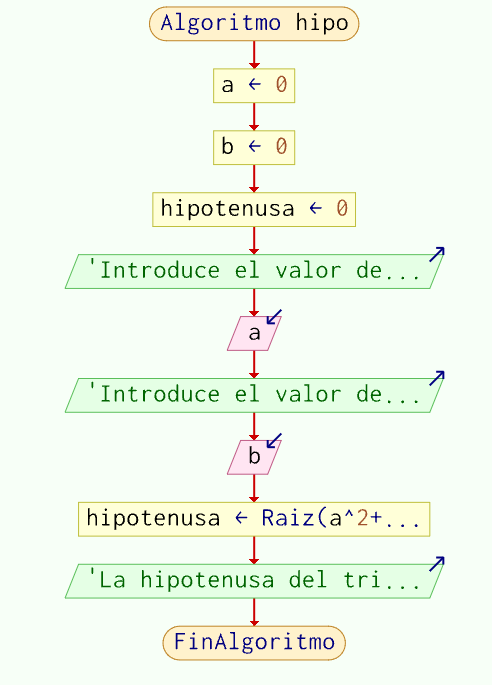 Algoritmo hipo
a ← 0
b ← 0
hipotenusa ← 0
'Introduce el valor de...
a
'Introduce el valor de...
b
hipotenusa ← Raiz(a^2+...
'La hipotenusa del tri...
FinAlgoritmo